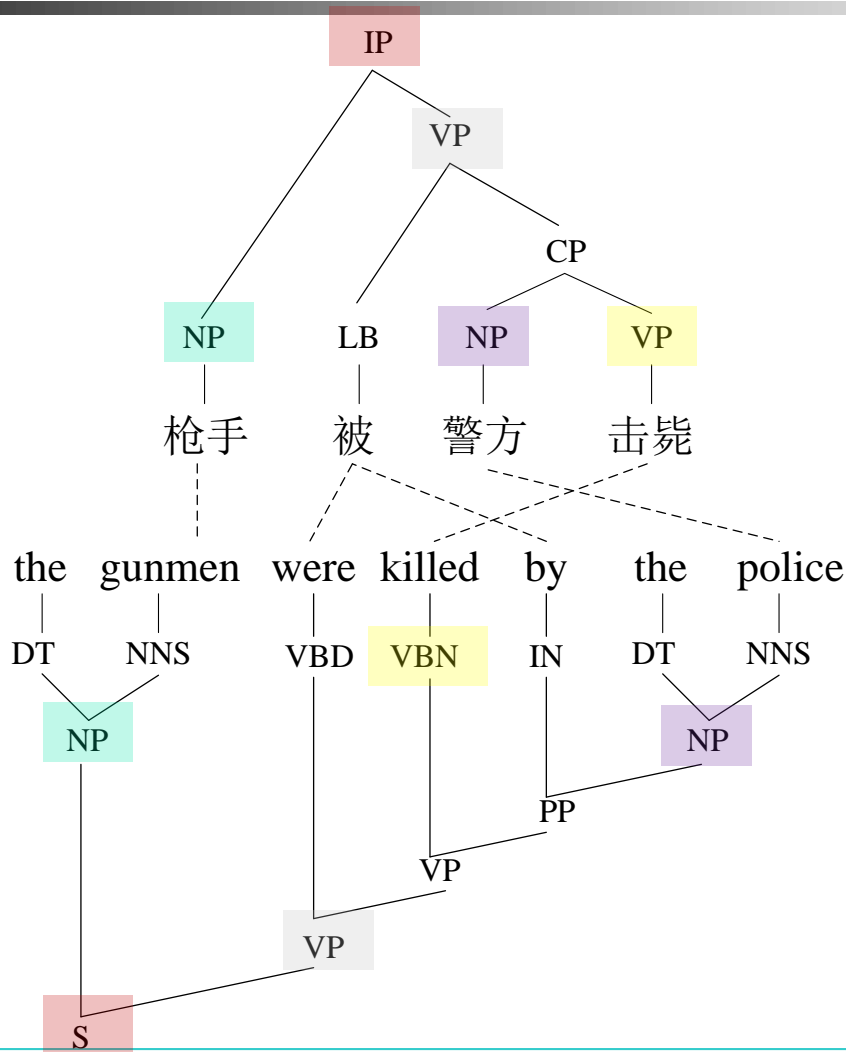 IP
VP
CP
NP LB NP VP
枪手 被 警方 击毙
the gunmen were killed by the police
DT NNS VBD VBN IN DT NNS
NP NP
PP
VP
VP
S